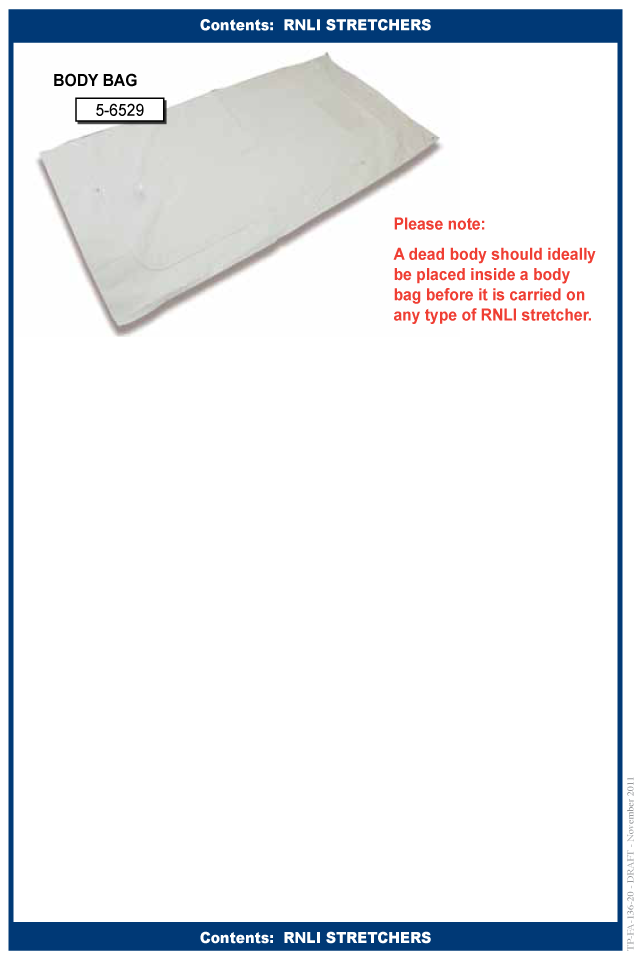 Contents:  RNLI STRETCHERS
BODY BAG
5-6529
Please note:
A dead body should ideally
be placed inside a body
bag before it is carried on
any type of RNLI stretcher.
TP-FA-136-20 - DRAFT - November 2011
Contents:  RNLI STRETCHERS